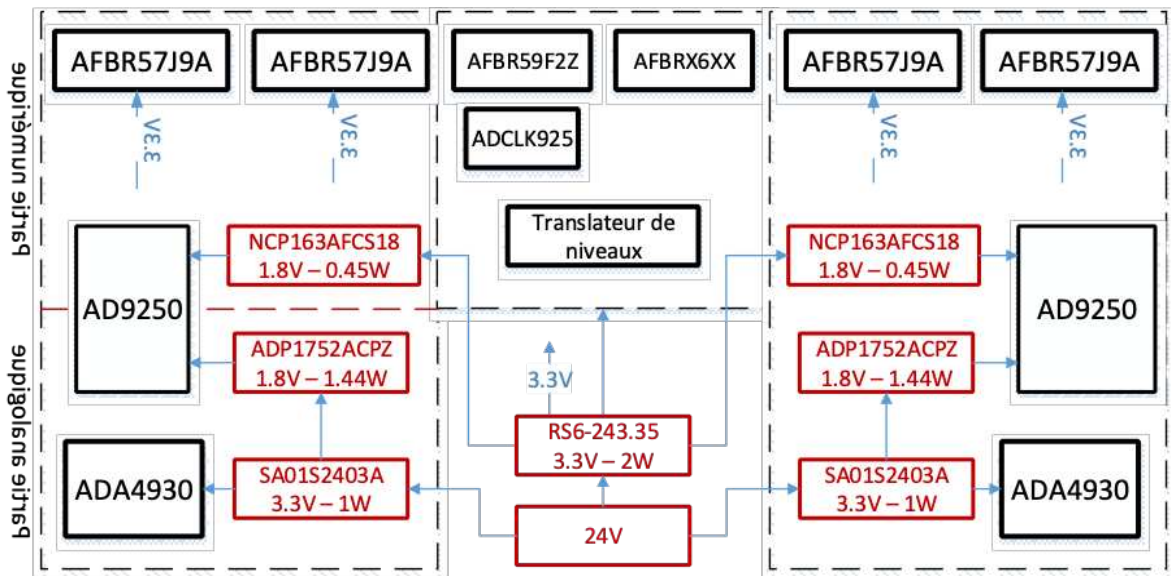 Partie numérique
AFBR57J9A
AFBR57J9A
AFBR59F2Z
AFBRX6XX
AFBR57J9A
AFBR57J9A
ADCLK925
3.3V
3.3V
3.3V
3.3V
Translateur de
niveaux
NCP163AFCS18
1.8V – 0.45W
NCP163AFCS18
1.8V – 0.45W
AD9250
AD9250
Partie analogique
ADP1752ACPZ
1.8V – 1.44W
3.3V
ADP1752ACPZ
1.8V – 1.44W
RS6-243.35
3.3V – 2W
ADA4930
SA01S2403A
3.3V – 1W
SA01S2403A
3.3V – 1W
ADA4930
24V